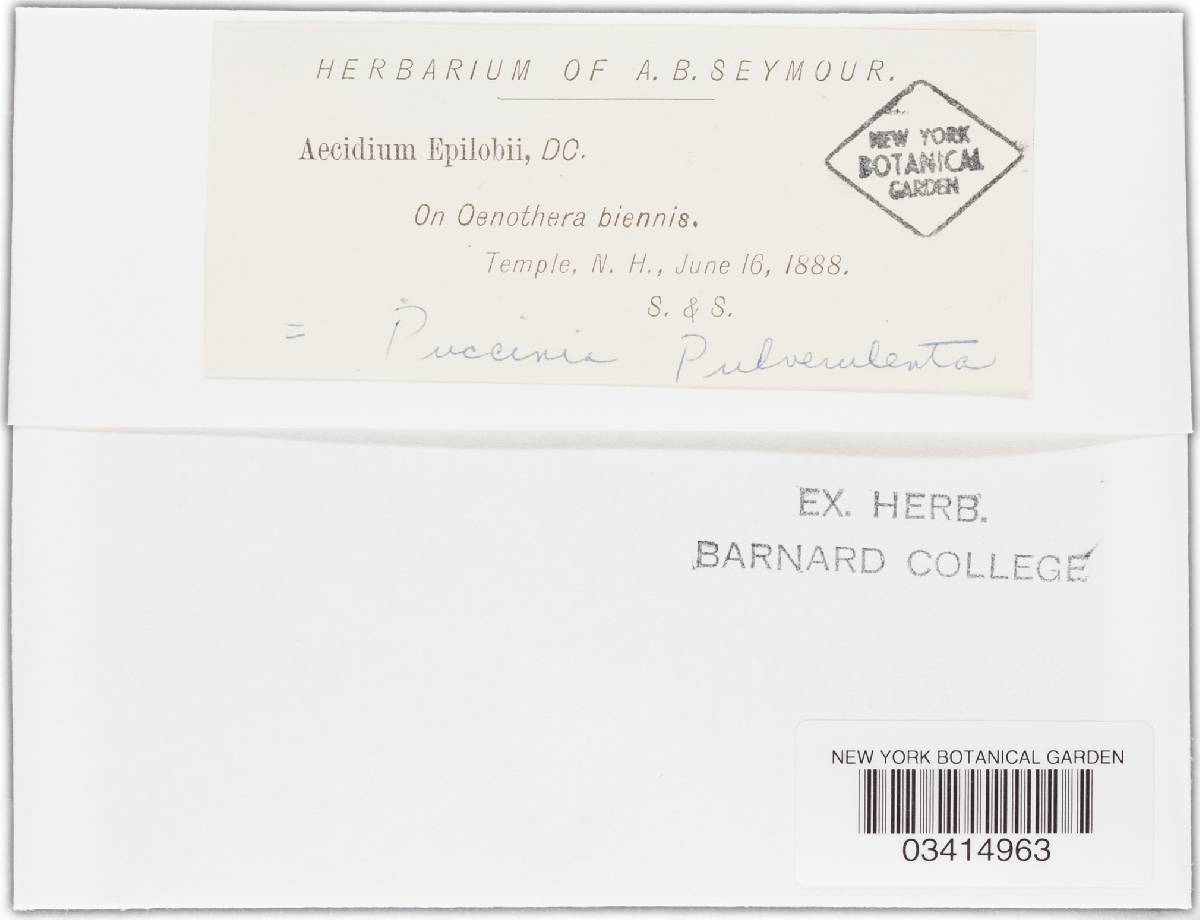 HERBARIUM OF A. B. SEYMOUR.
Aecidium Epilobii, DC.
NEW YORK
BOTANICAL
GARDEN
On Oenothera biennis.
Temple, N. H., June 16, 1888.
S. & S.
= Puccinia Pulverulenta
EX. HERB.
BARNARD COLLEGE
NEW YORK BOTANICAL GARDEN
03414963